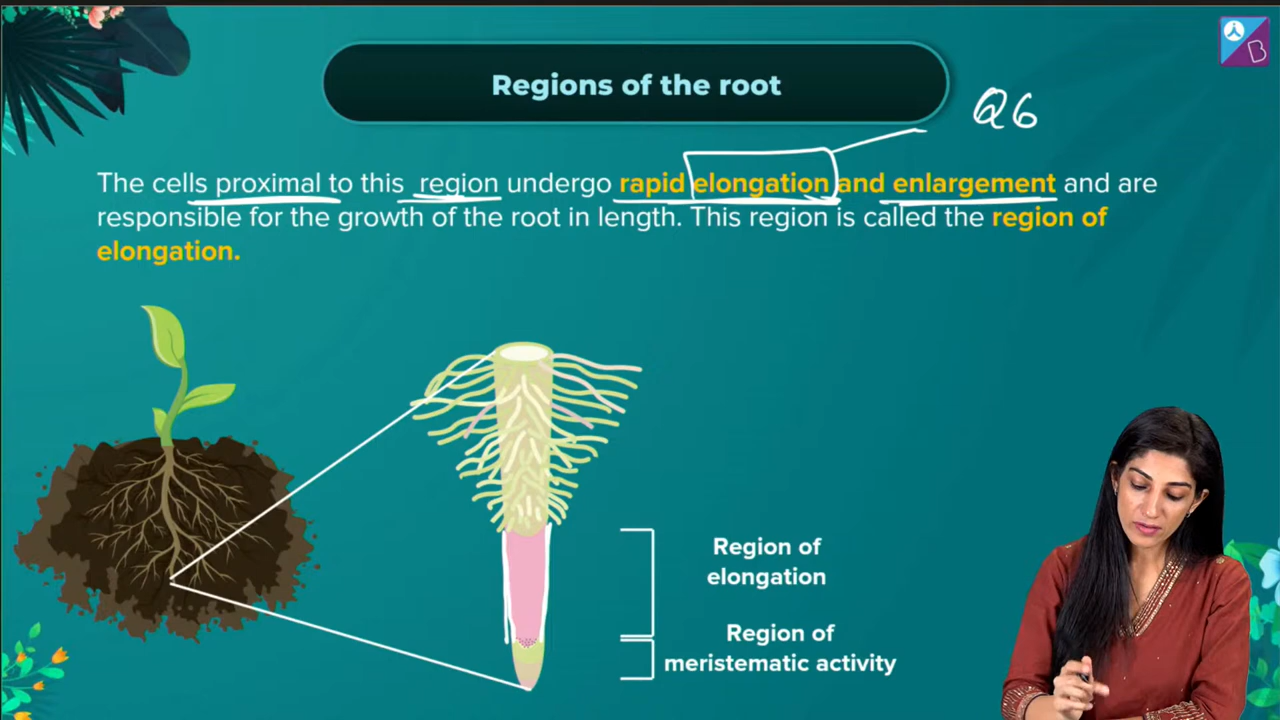 Regions of the root
Q6
The cells proximal to this region undergo rapid elongation and enlargement and are
responsible for the growth of the root in length. This region is called the region of
elongation.
Region of
elongation
Region of
meristematic activity
B